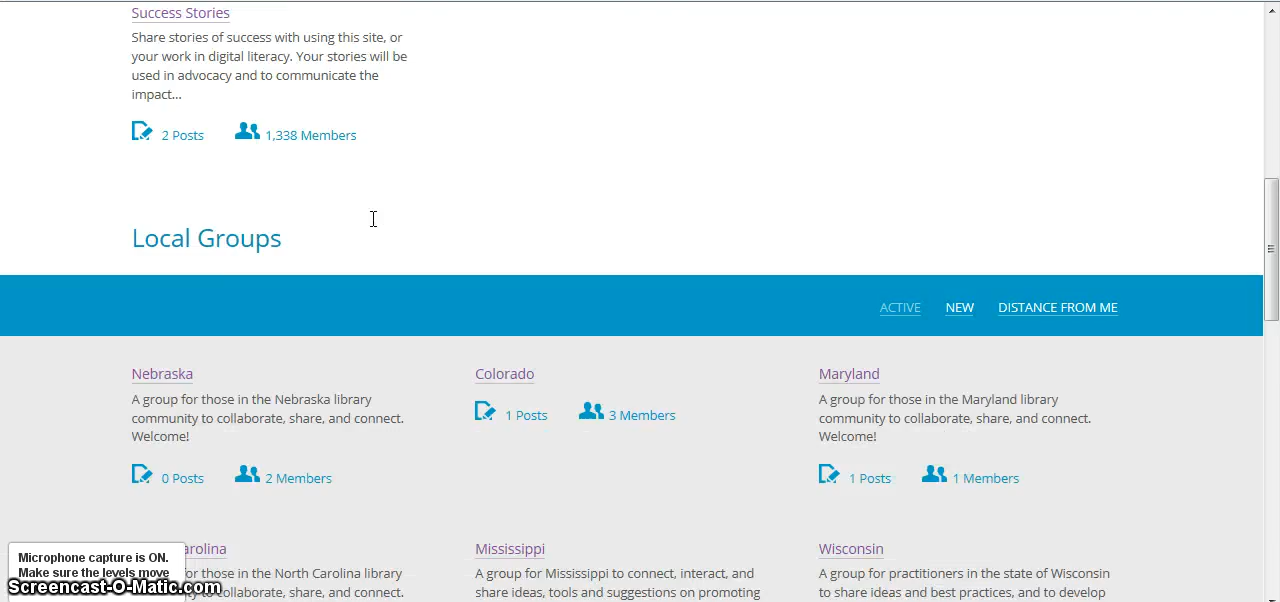 Success Stories
Share stories of success with using this site, or
your work in digital literacy. Your stories will be
used in advocacy and to communicate the
impact...
2 Posts 1,338 Members
Local Groups
ACTIVE NEW DISTANCE FROM ME
Nebraska
A group for those in the Nebraska library
community to collaborate, share, and connect.
Welcome!
0 Posts 2 Members
Colorado
1 Posts 3 Members
Maryland
A group for those in the Maryland library
community to collaborate, share, and connect.
Welcome!
1 Posts 1 Members
arolina
for those in the North Carolina library
to collaborate, share, and connect.
Mississippi
A group for Mississippi to connect, interact, and
share ideas, tools and suggestions on promoting
Wisconsin
A group for practitioners in the state of Wisconsin
to share ideas and best practices, and to develop
Microphone capture is ON.
Make sure the levels move
Screencast-O-Matic.com